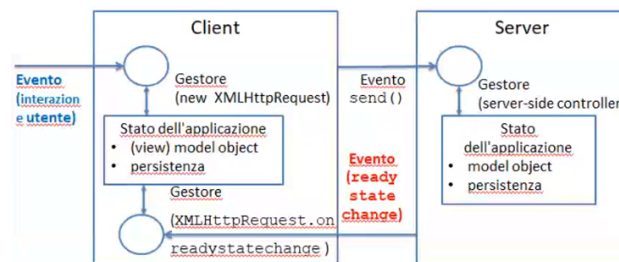 Client
Server
Evento
(interazion
e utente)
Gestore
(new XMLHttpRequest)
Stato dell'applicazione
• (view) model object
• persistenza
Gestore
(XMLHttpRequest.on
readystatechange)
Evento
send()
Evento
(ready
state
change)
Gestore
(server-side controller
Stato
dell'applicazione
• model object
• persistenza